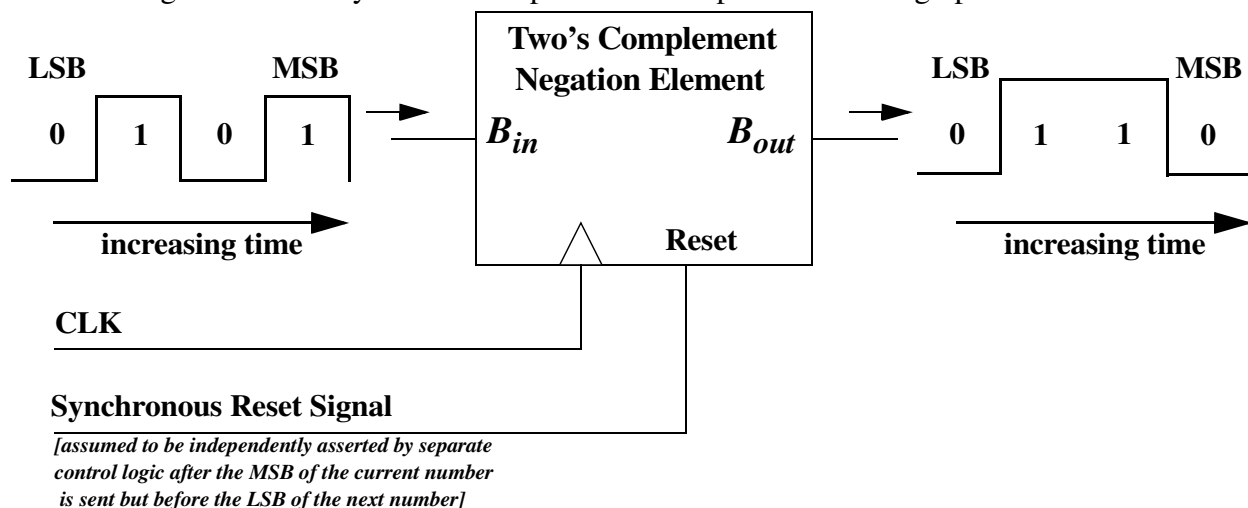 Two's Complement
Negation Element
LSB MSB
0 1 0 1
B_in B_out
LSB MSB
0 1 1 0
increasing time
Reset
increasing time
CLK
Synchronous Reset Signal
[assumed to be independently asserted by separate
control logic after the MSB of the current number
is sent but before the LSB of the next number]